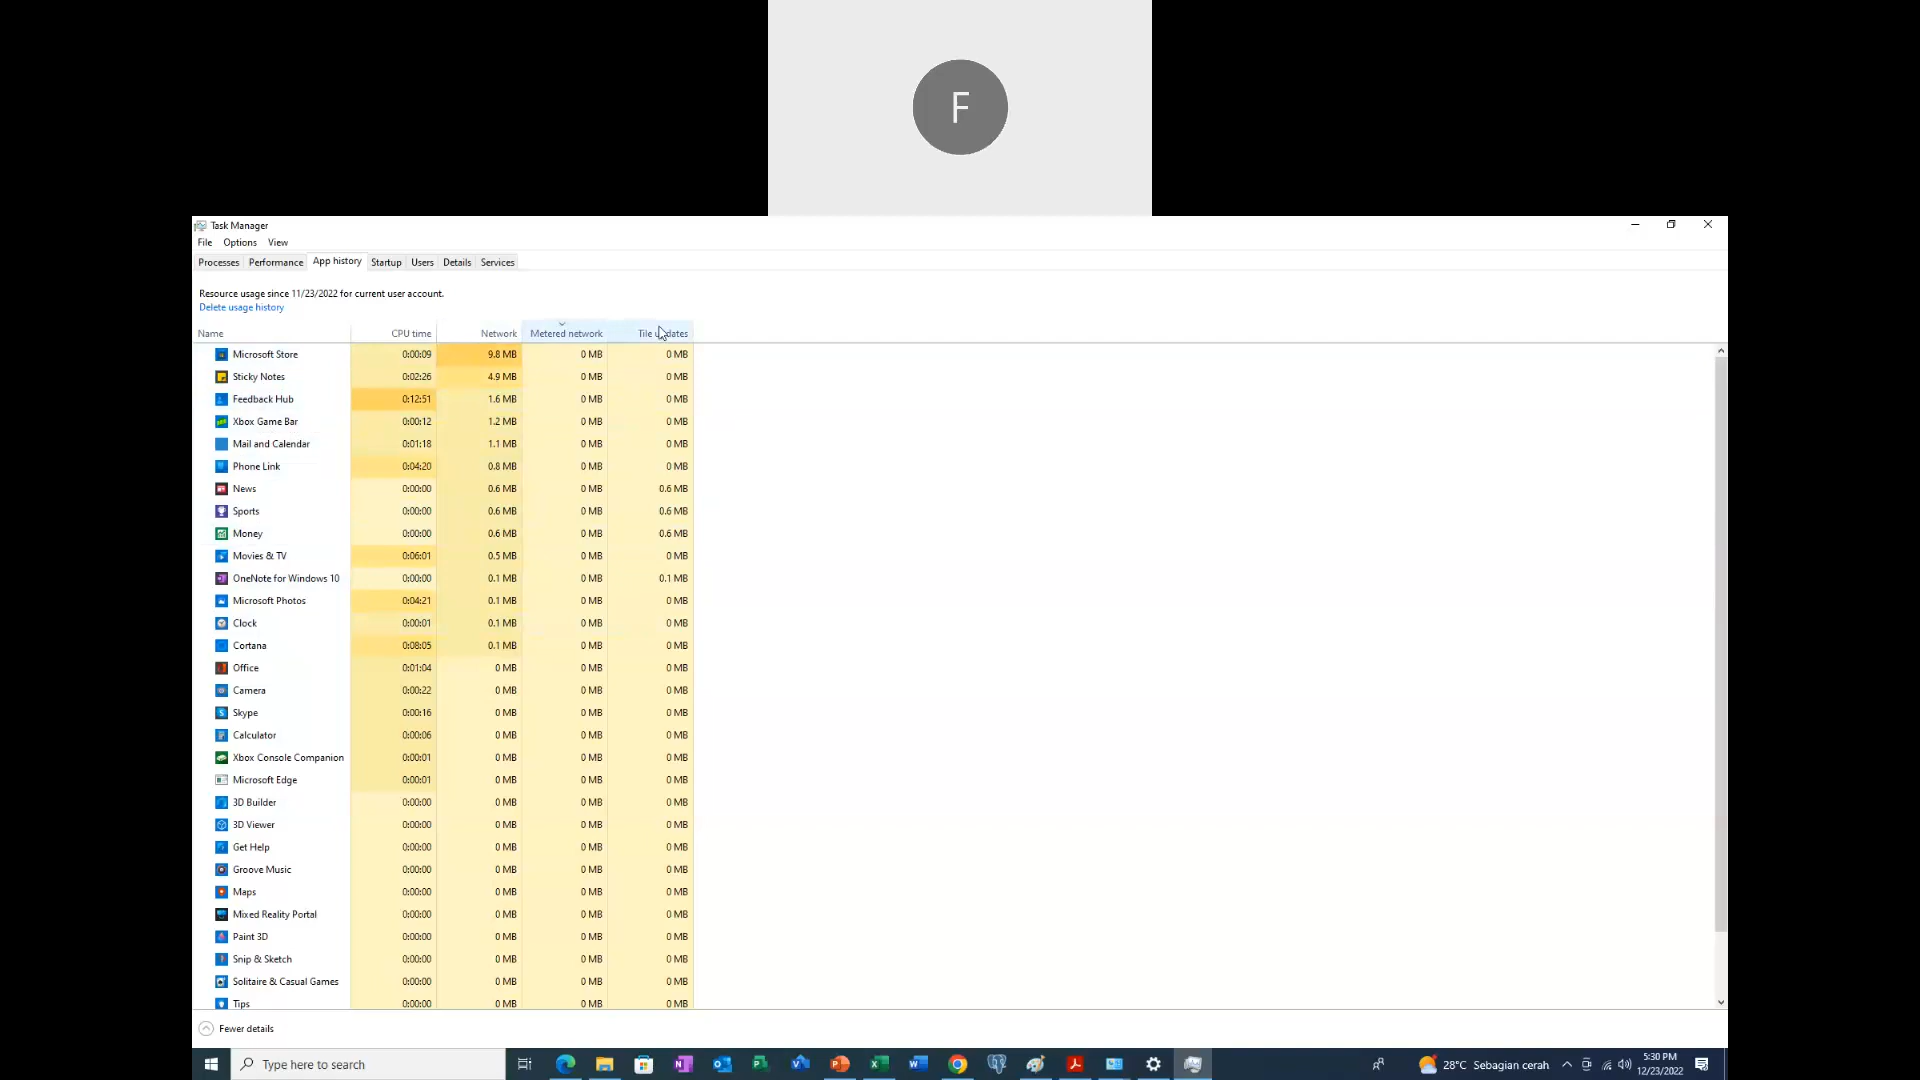 F
Task Manager
File Options View
Processes Performance App history Startup Users Details Services
Resource usage since 11/23/2022 for current user account.
Delete usage history
Name CPU time Network Metered network Tile updates
Microsoft Store 0:00:09 9.8 MB 0 MB 0 MB
Sticky Notes 0:02:26 4.9 MB 0 MB 0 MB
Feedback Hub 0:12:51 1.6 MB 0 MB 0 MB
Xbox Game Bar 0:00:12 1.2 MB 0 MB 0 MB
Mail and Calendar 0:01:18 1.1 MB 0 MB 0 MB
Phone Link 0:04:20 0.8 MB 0 MB 0 MB
News 0:00:00 0.6 MB 0 MB 0.6 MB
Sports 0:00:00 0.6 MB 0 MB 0.6 MB
Money 0:00:00 0.6 MB 0 MB 0.6 MB
Movies & TV 0:06:01 0.5 MB 0 MB 0 MB
OneNote for Windows 10 0:00:00 0.1 MB 0 MB 0.1 MB
Microsoft Photos 0:04:21 0.1 MB 0 MB 0 MB
Clock 0:00:01 0.1 MB 0 MB 0 MB
Cortana 0:08:05 0.1 MB 0 MB 0 MB
Office 0:01:04 0 MB 0 MB 0 MB
Camera 0:00:22 0 MB 0 MB 0 MB
Skype 0:00:16 0 MB 0 MB 0 MB
Calculator 0:00:06 0 MB 0 MB 0 MB
Xbox Console Companion 0:00:01 0 MB 0 MB 0 MB
Microsoft Edge 0:00:01 0 MB 0 MB 0 MB
3D Builder 0:00:00 0 MB 0 MB 0 MB
3D Viewer 0:00:00 0 MB 0 MB 0 MB
Get Help 0:00:00 0 MB 0 MB 0 MB
Groove Music 0:00:00 0 MB 0 MB 0 MB
Maps 0:00:00 0 MB 0 MB 0 MB
Mixed Reality Portal 0:00:00 0 MB 0 MB 0 MB
Paint 3D 0:00:00 0 MB 0 MB 0 MB
Snip & Sketch 0:00:00 0 MB 0 MB 0 MB
Solitaire & Casual Games 0:00:00 0 MB 0 MB 0 MB
Tips 0:00:00 0 MB 0 MB 0 MB
Fewer details
Type here to search 28°C Sebagian cerah 5:30 PM
12/23/2022